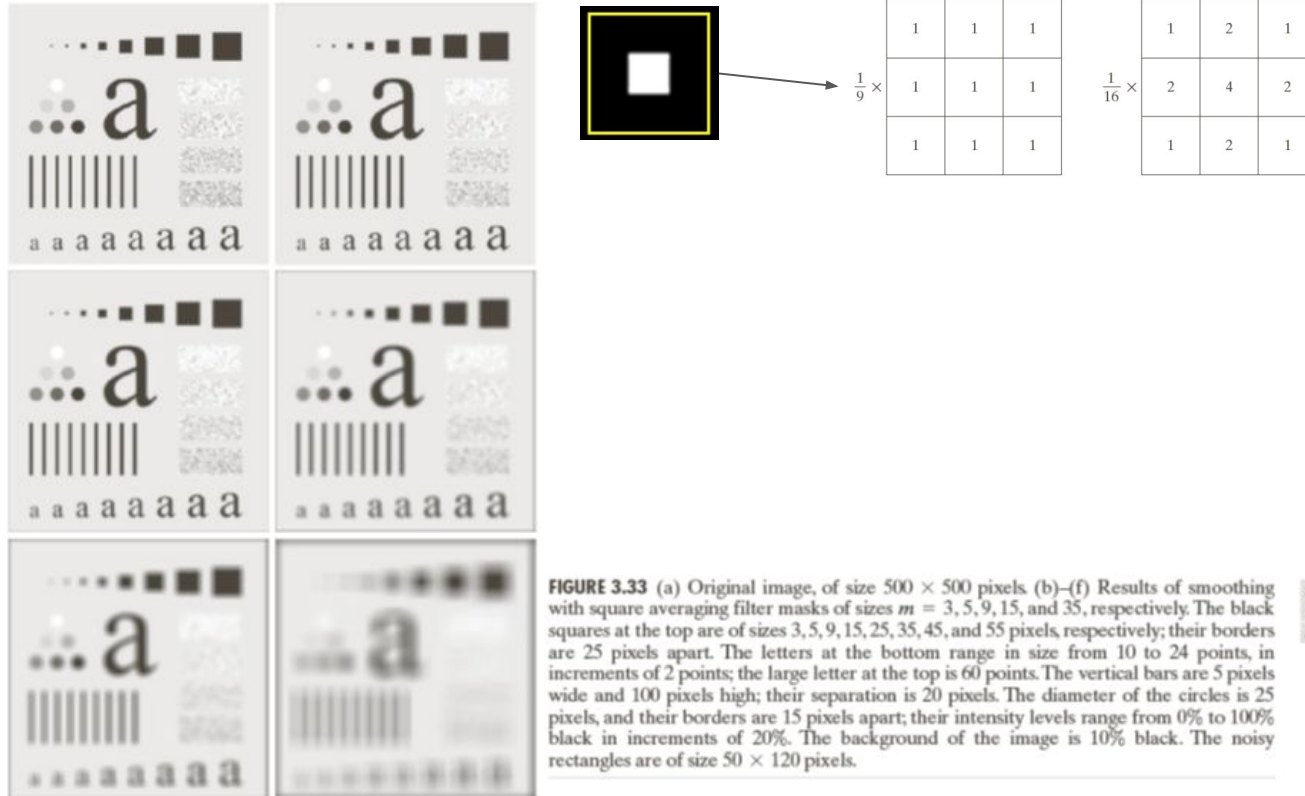 a
a a a a a a a a
a
a a a a a a a a
a
a a a a a a a a
a
a a a a a a a a
a
a a a a a a a a
a
a a a a a a a a
1/9 ×
1 1 1
1 1 1
1 1 1
1/16 ×
1 2 1
2 4 2
1 2 1
FIGURE 3.33 (a) Original image, of size 500 × 500 pixels. (b)–(f) Results of smoothing
with square averaging filter masks of sizes m = 3, 5, 9, 15, and 35, respectively. The black
squares at the top are of sizes 3, 5, 9, 15, 25, 35, 45, and 55 pixels, respectively; their borders
are 25 pixels apart. The letters at the bottom range in size from 10 to 24 points, in
increments of 2 points; the large letter at the top is 60 points. The vertical bars are 5 pixels
wide and 100 pixels high; their separation is 20 pixels. The diameter of the circles is 25
pixels, and their borders are 15 pixels apart; their intensity levels range from 0% to 100%
black in increments of 20%. The background of the image is 10% black. The noisy
rectangles are of size 50 × 120 pixels.